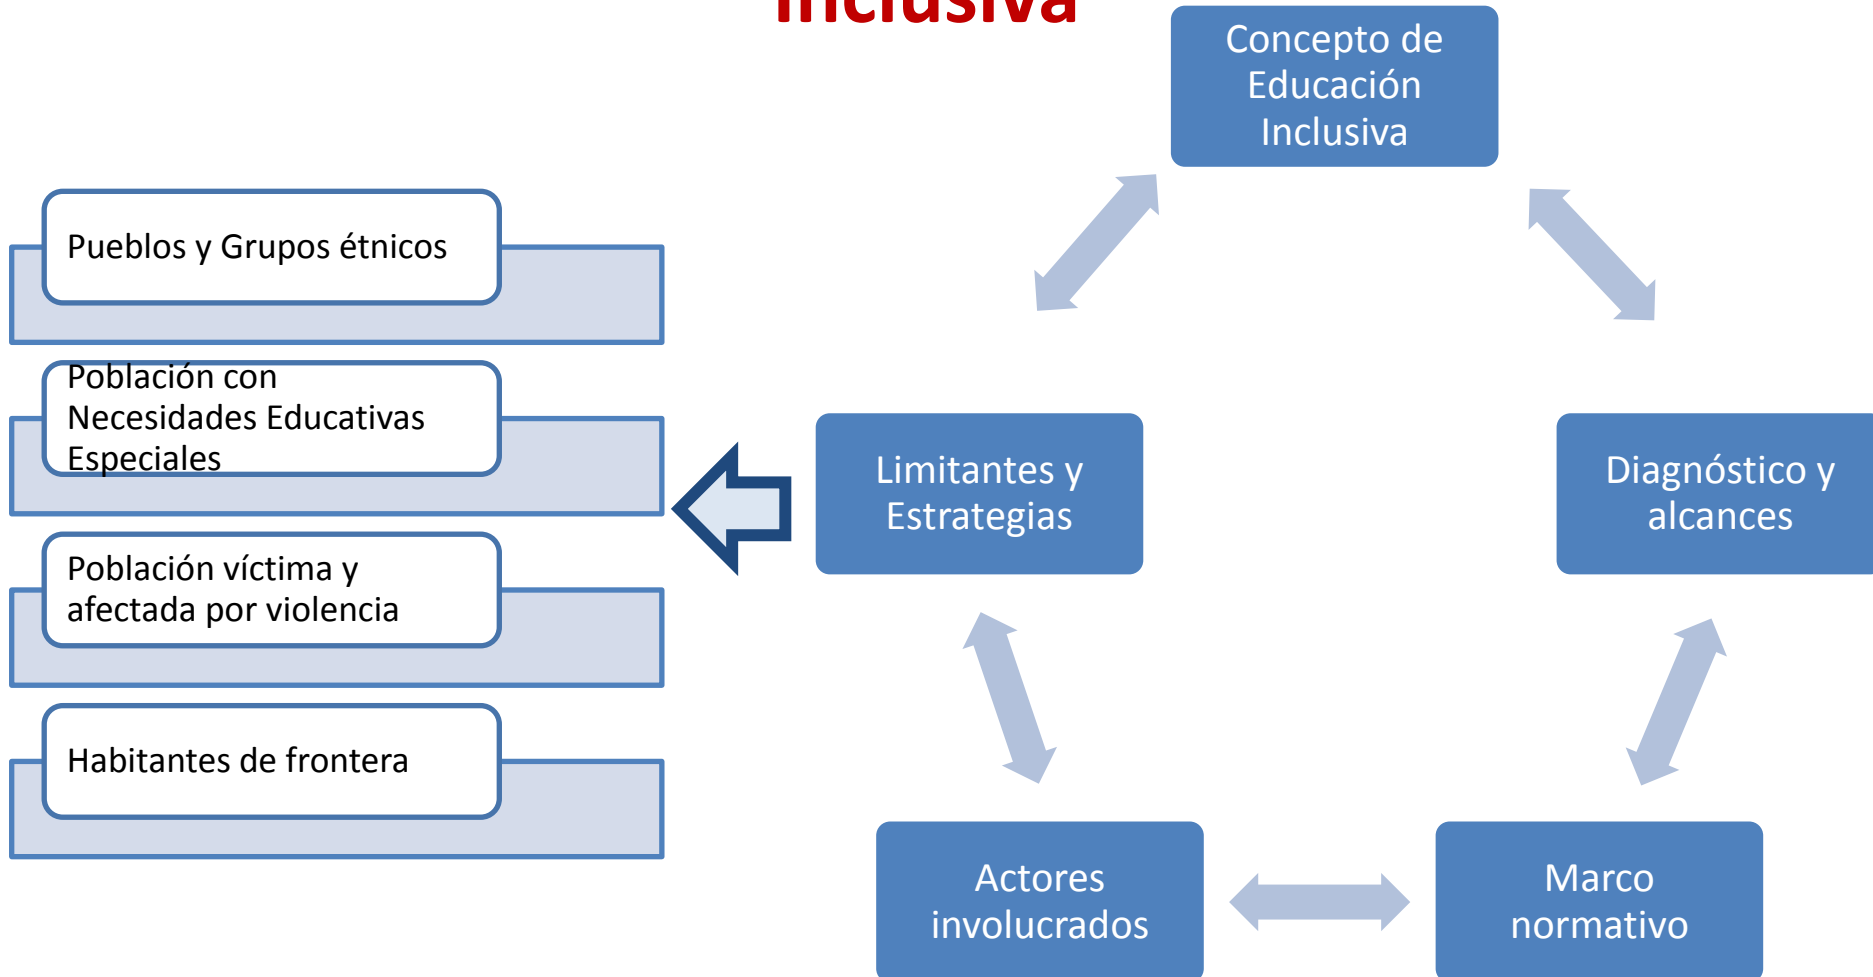 Inclusiva
Concepto de
Educación
Inclusiva
Pueblos y Grupos étnicos
Población con
Necesidades Educativas
Especiales
Población víctima y
afectada por violencia
Habitantes de frontera
Limitantes y
Estrategias
Diagnóstico y
alcances
Actores
involucrados
Marco
normativo